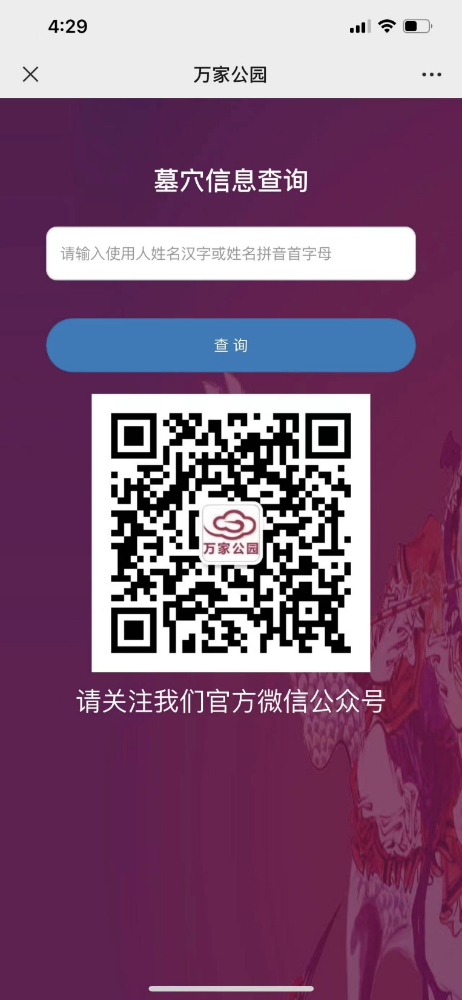 4:29
万家公园
墓穴信息查询
请输入使用人姓名汉字或姓名拼音首字母
查询
万家公园
请关注我们官方微信公众号